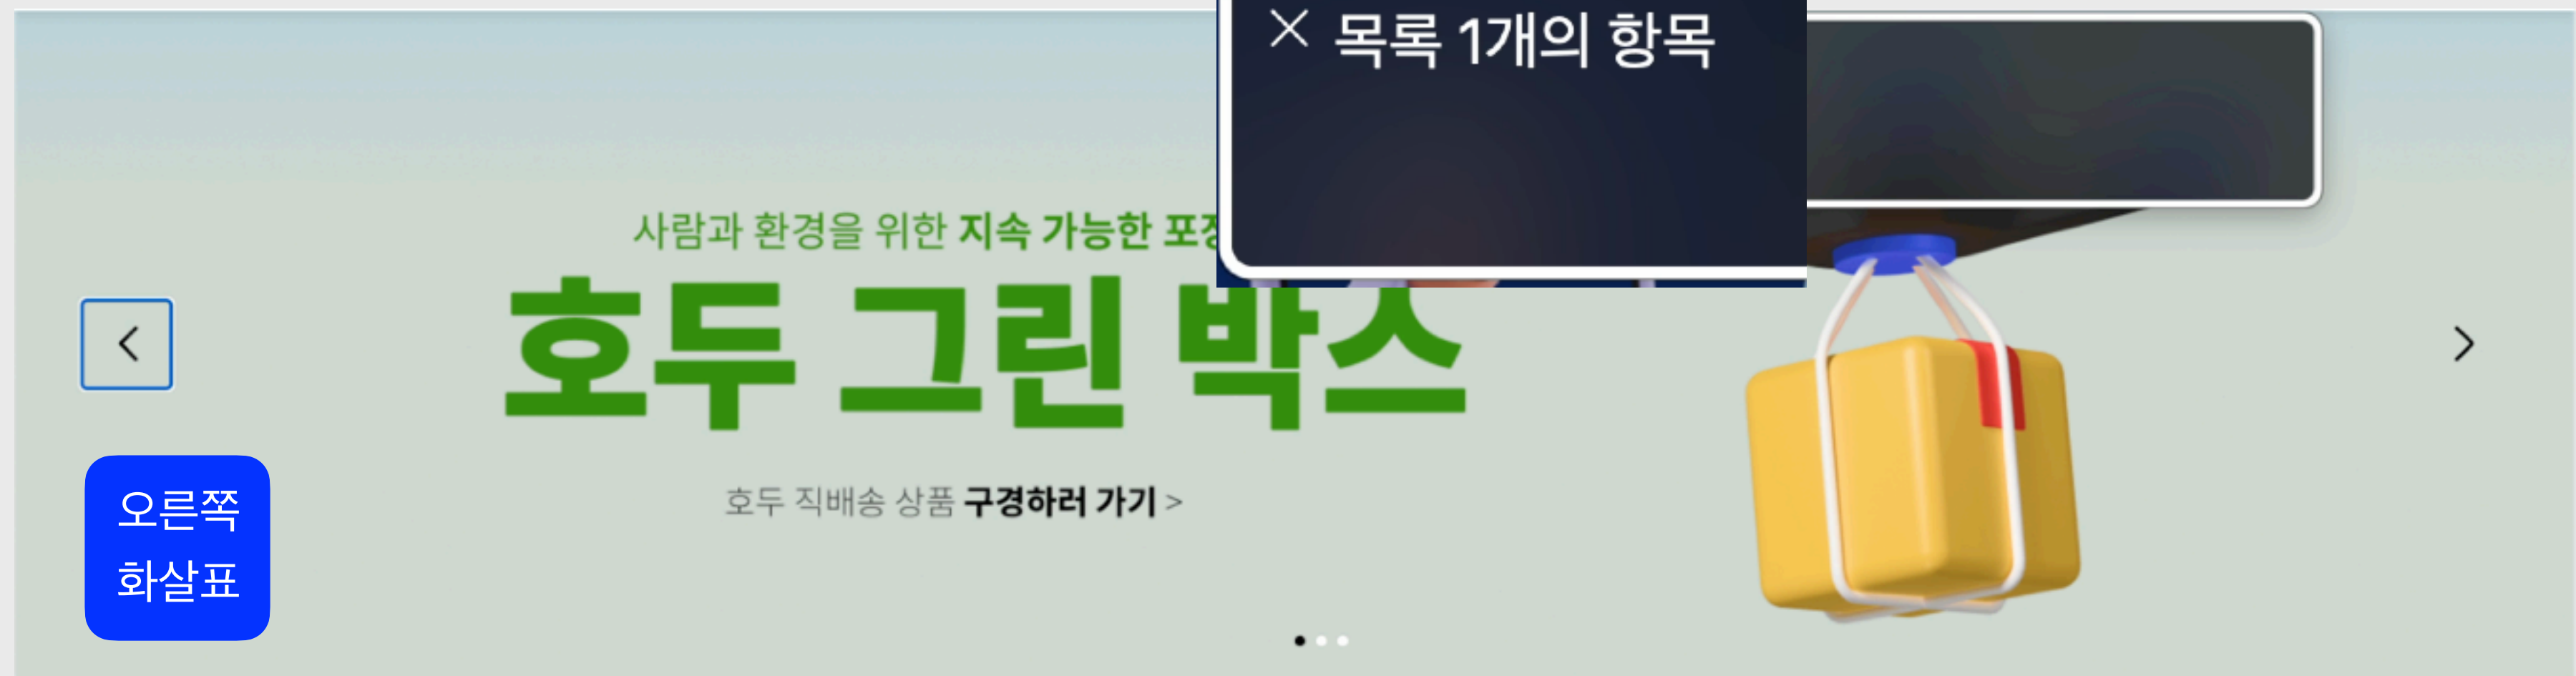 목록 1개의 항목
사람과 환경을 위한 지속 가능한
호두 그린 박스
호두 직배송 상품 구경하러 가기 >
오른쪽
화살표